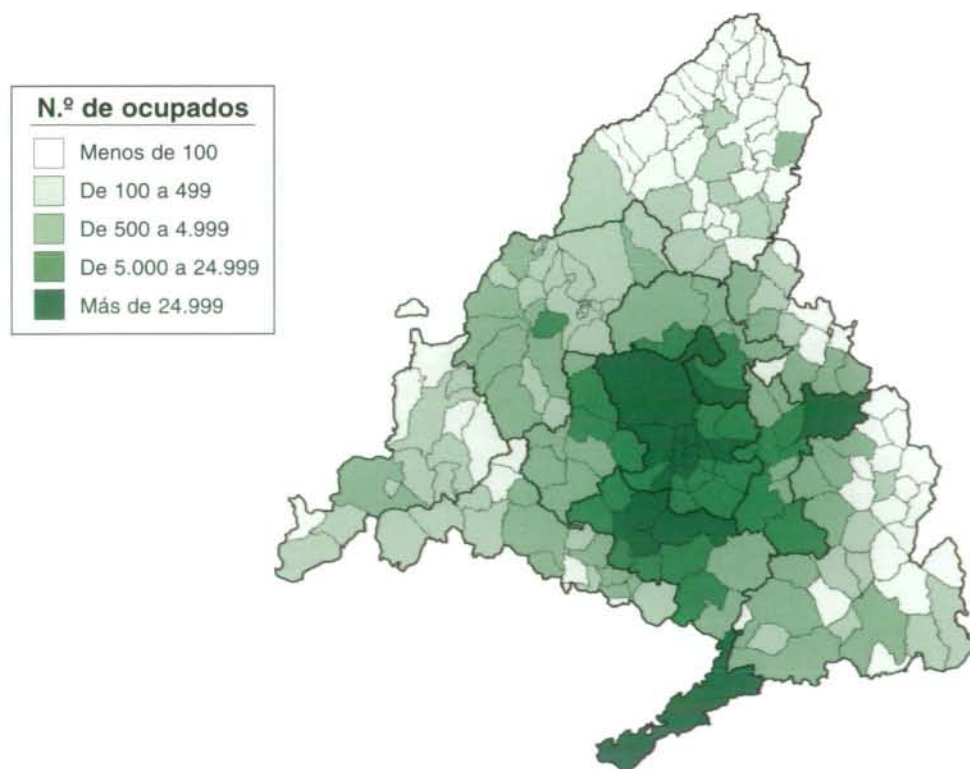 N.º de ocupados
Menos de 100
De 100 a 499
De 500 a 4.999
De 5.000 a 24.999
Más de 24.999